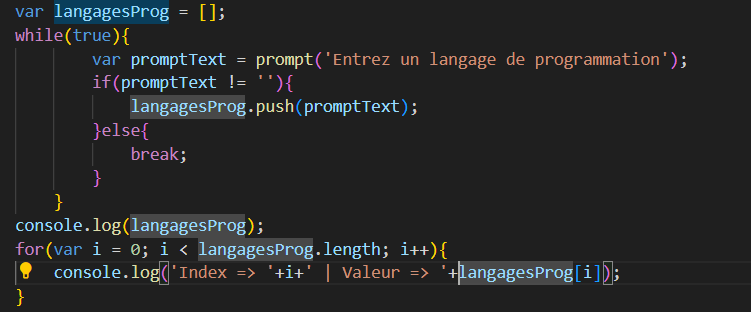 var langagesProg = [];
while(true){
var promptText = prompt('Entrez un langage de programmation');
if(promptText != ''){
langagesProg.push(promptText);
}else{
break;
}
}
console.log(langagesProg);
for(var i = 0; i < langagesProg.length; i++){
console.log('Index => '+i+' | Valeur => '+langagesProg[i]);
}